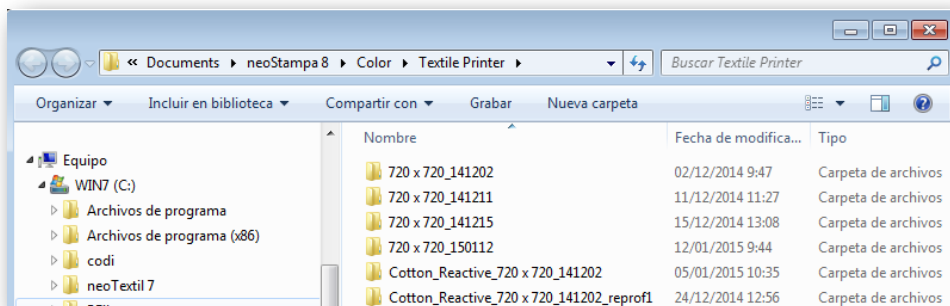 « Documents ▸ neoStampa 8 ▸ Color ▸ Textile Printer ▸ Buscar Textile Printer
Organizar Incluir en biblioteca Compartir con Grabar Nueva carpeta
Nombre Fecha de modifica... Tipo
Equipo
WIN7 (C:)
Archivos de programa
Archivos de programa (x86)
codi
neoTextil 7
720 x 720_141202 02/12/2014 9:47 Carpeta de archivos
720 x 720_141211 11/12/2014 11:27 Carpeta de archivos
720 x 720_141215 15/12/2014 13:08 Carpeta de archivos
720 x 720_150112 12/01/2015 9:44 Carpeta de archivos
Cotton_Reactive_720 x 720_141202 05/01/2015 10:35 Carpeta de archivos
Cotton_Reactive_720 x 720_141202_reprof1 24/12/2014 12:56 Carpeta de archivos